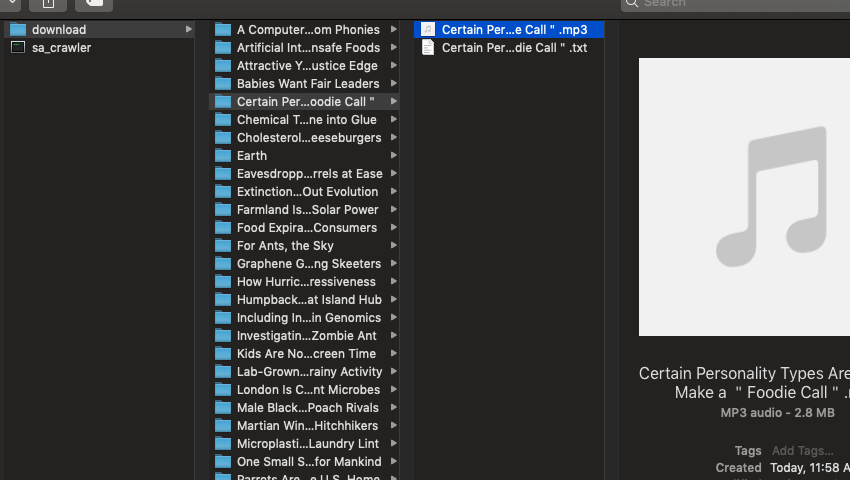 Search
download
sa_crawler
A Computer...om Phonies
Artificial Int...nsafe Foods
Attractive Y...ustice Edge
Babies Want Fair Leaders
Certain Per...oodie Call "
Chemical T...ne into Glue
Cholesterol...eeseburgers
Earth
Eavesdropp...rrels at Ease
Extinction...Out Evolution
Farmland Is...Solar Power
Food Expira...Consumers
For Ants, the Sky
Graphene G...ng Skeeters
How Hurric...ressiveness
Humpback...at Island Hub
Including In...in Genomics
Investigatin...Zombie Ant
Kids Are No...creen Time
Lab-Grown...rainy Activity
London Is C...nt Microbes
Male Black...Poach Rivals
Martian Win...Hitchhikers
Microplasti...Laundry Lint
One Small S...for Mankind
Parrots Are...e U.S. Home
Certain Per...e Call " .mp3
Certain Per...die Call " .txt
Certain Personality Types Are
Make a " Foodie Call " .
MP3 audio - 2.8 MB
Tags Add Tags...
Created Today, 11:58 A